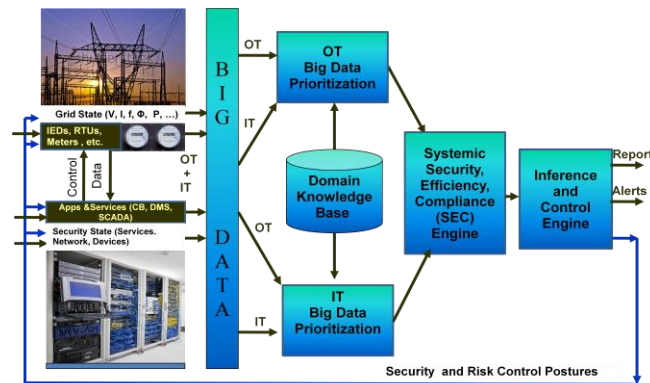 Grid State (V, I, f, Φ, P, ...)
IEDs, RTUs,
Meters , etc.
Control
Data
OT
+
IT
Apps &Services (CB, DMS,
SCADA)
Security State (Services.
Network, Devices)
BIG
DATA
OT
IT
OT
IT
OT
Big Data
Prioritization
Domain
Knowledge
Base
IT
Big Data
Prioritization
Systemic
Security,
Efficiency,
Compliance
(SEC)
Engine
Inference
and
Control
Engine
Report
Alerts
Security and Risk Control Postures